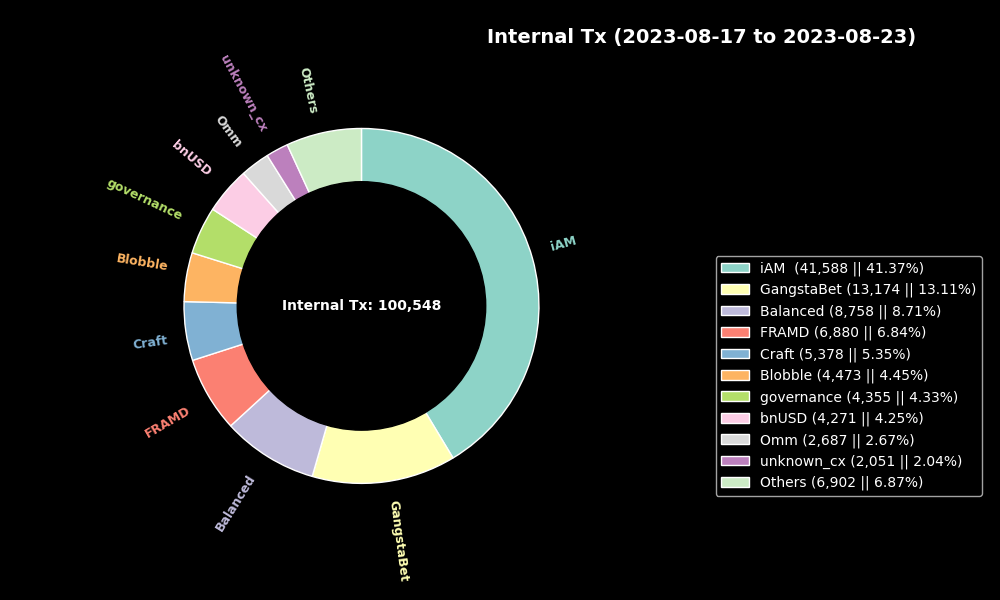 Internal Tx (2023-08-17 to 2023-08-23)
Others
unknown_cx
Omm
bnUSD
governance
Blobble
Craft
FRAMD
Balanced
GangstaBet
iAM
Internal Tx: 100,548
iAM  (41,588 || 41.37%)
GangstaBet (13,174 || 13.11%)
Balanced (8,758 || 8.71%)
FRAMD (6,880 || 6.84%)
Craft (5,378 || 5.35%)
Blobble (4,473 || 4.45%)
governance (4,355 || 4.33%)
bnUSD (4,271 || 4.25%)
Omm (2,687 || 2.67%)
unknown_cx (2,051 || 2.04%)
Others (6,902 || 6.87%)